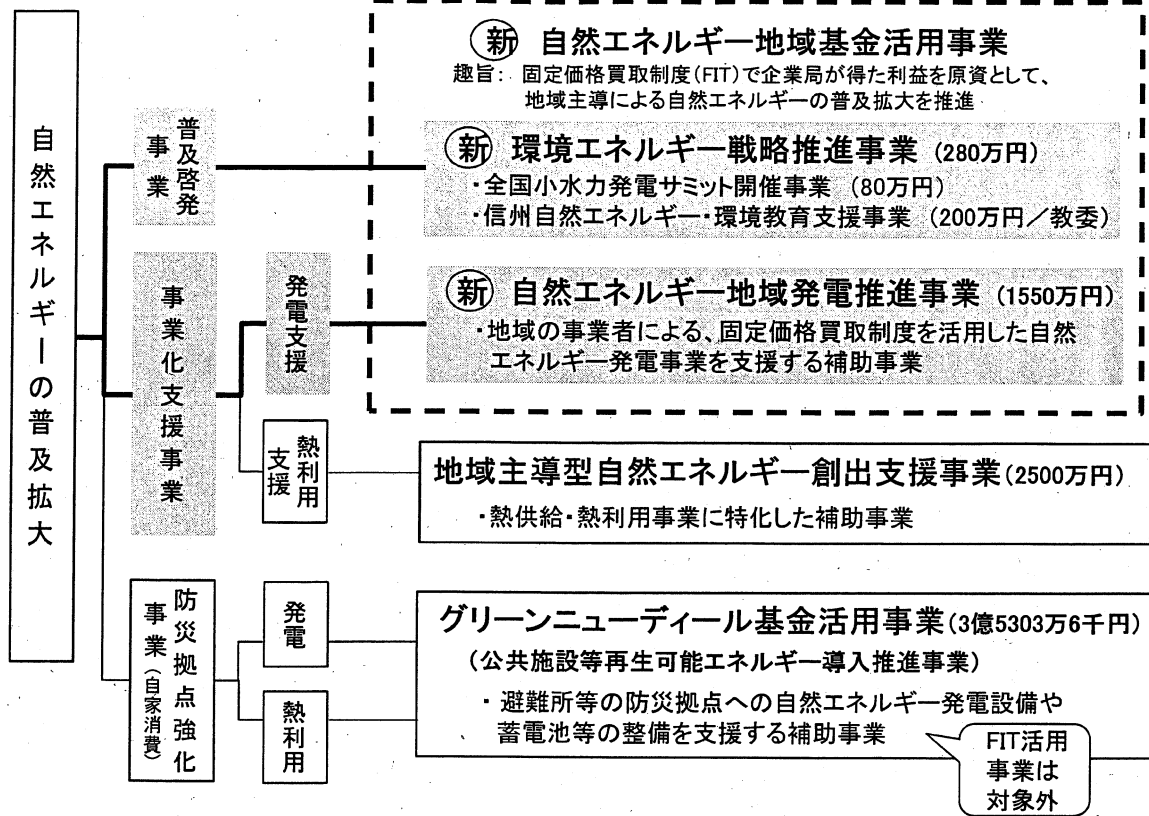 自然エネルギーの普及拡大
普及啓発
事業
事業化支援事業
発電支援
熱利用
支援
防災拠点強化
事業(自家消費)
発電
熱利用
新 自然エネルギー地域基金活用事業
趣旨: 固定価格買取制度(FIT)で企業局が得た利益を原資として、
地域主導による自然エネルギーの普及拡大を推進
新 環境エネルギー戦略推進事業 (280万円)
・全国小水力発電サミット開催事業 (80万円)
・信州自然エネルギー・環境教育支援事業 (200万円/教委)
新 自然エネルギー地域発電推進事業 (1550万円)
・地域の事業者による、固定価格買取制度を活用した自然
エネルギー発電事業を支援する補助事業
地域主導型自然エネルギー創出支援事業(2500万円)
・熱供給・熱利用事業に特化した補助事業
グリーンニューディール基金活用事業(3億5303万6千円)
(公共施設等再生可能エネルギー導入推進事業)
・避難所等の防災拠点への自然エネルギー発電設備や
蓄電池等の整備を支援する補助事業
FIT活用
事業は
対象外